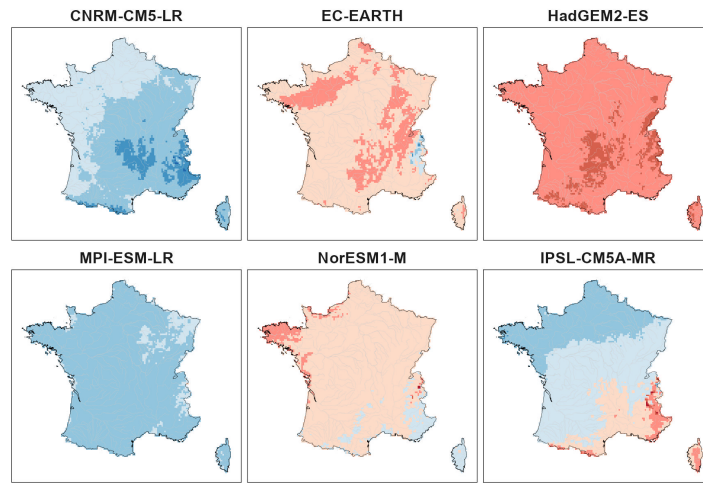 CNRM-CM5-LR
EC-EARTH
HadGEM2-ES
MPI-ESM-LR
NorESM1-M
IPSL-CM5A-MR